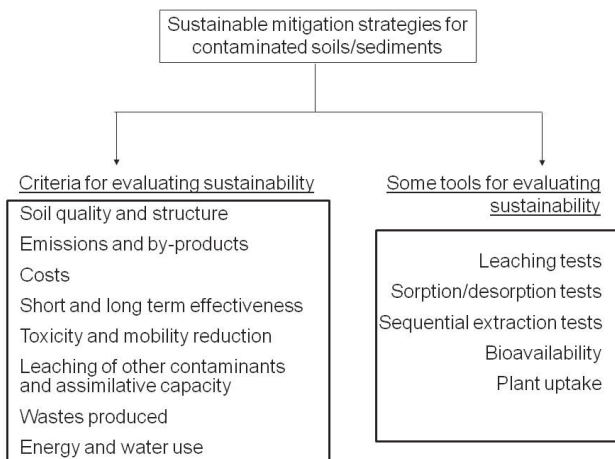 Sustainable mitigation strategies for
contaminated soils/sediments
Criteria for evaluating sustainability
Soil quality and structure
Emissions and by-products
Costs
Short and long term effectiveness
Toxicity and mobility reduction
Leaching of other contaminants
and assimilative capacity
Wastes produced
Energy and water use
Some tools for evaluating
sustainability
Leaching tests
Sorption/desorption tests
Sequential extraction tests
Bioavailability
Plant uptake